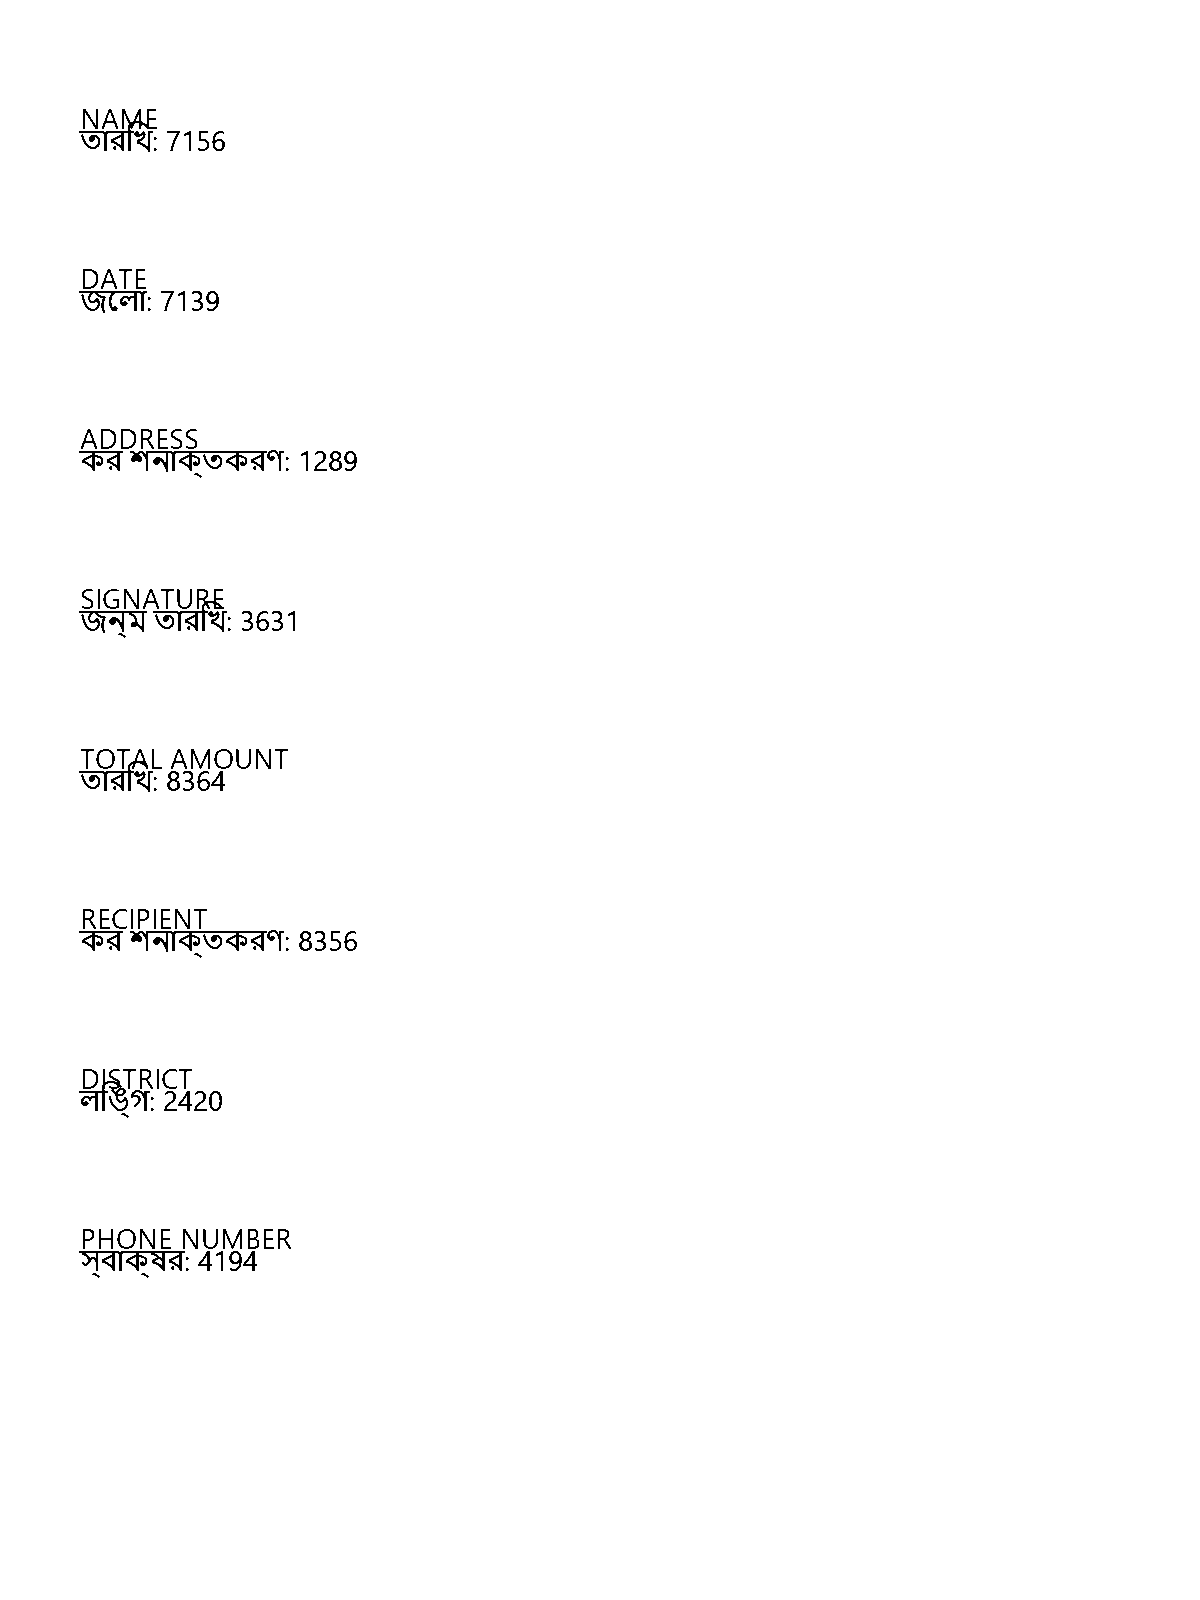 NAME
তারিখ: 7156
DATE
জেলা: 7139
ADDRESS
কর শনাক্তকরণ: 1289
SIGNATURE
জন্ম তারিখ: 3631
TOTAL AMOUNT
তারিখ: 8364
RECIPIENT
কর শনাক্তকরণ: 8356
DISTRICT
লিঙ্গ: 2420
PHONE NUMBER
স্বাক্ষর: 4194